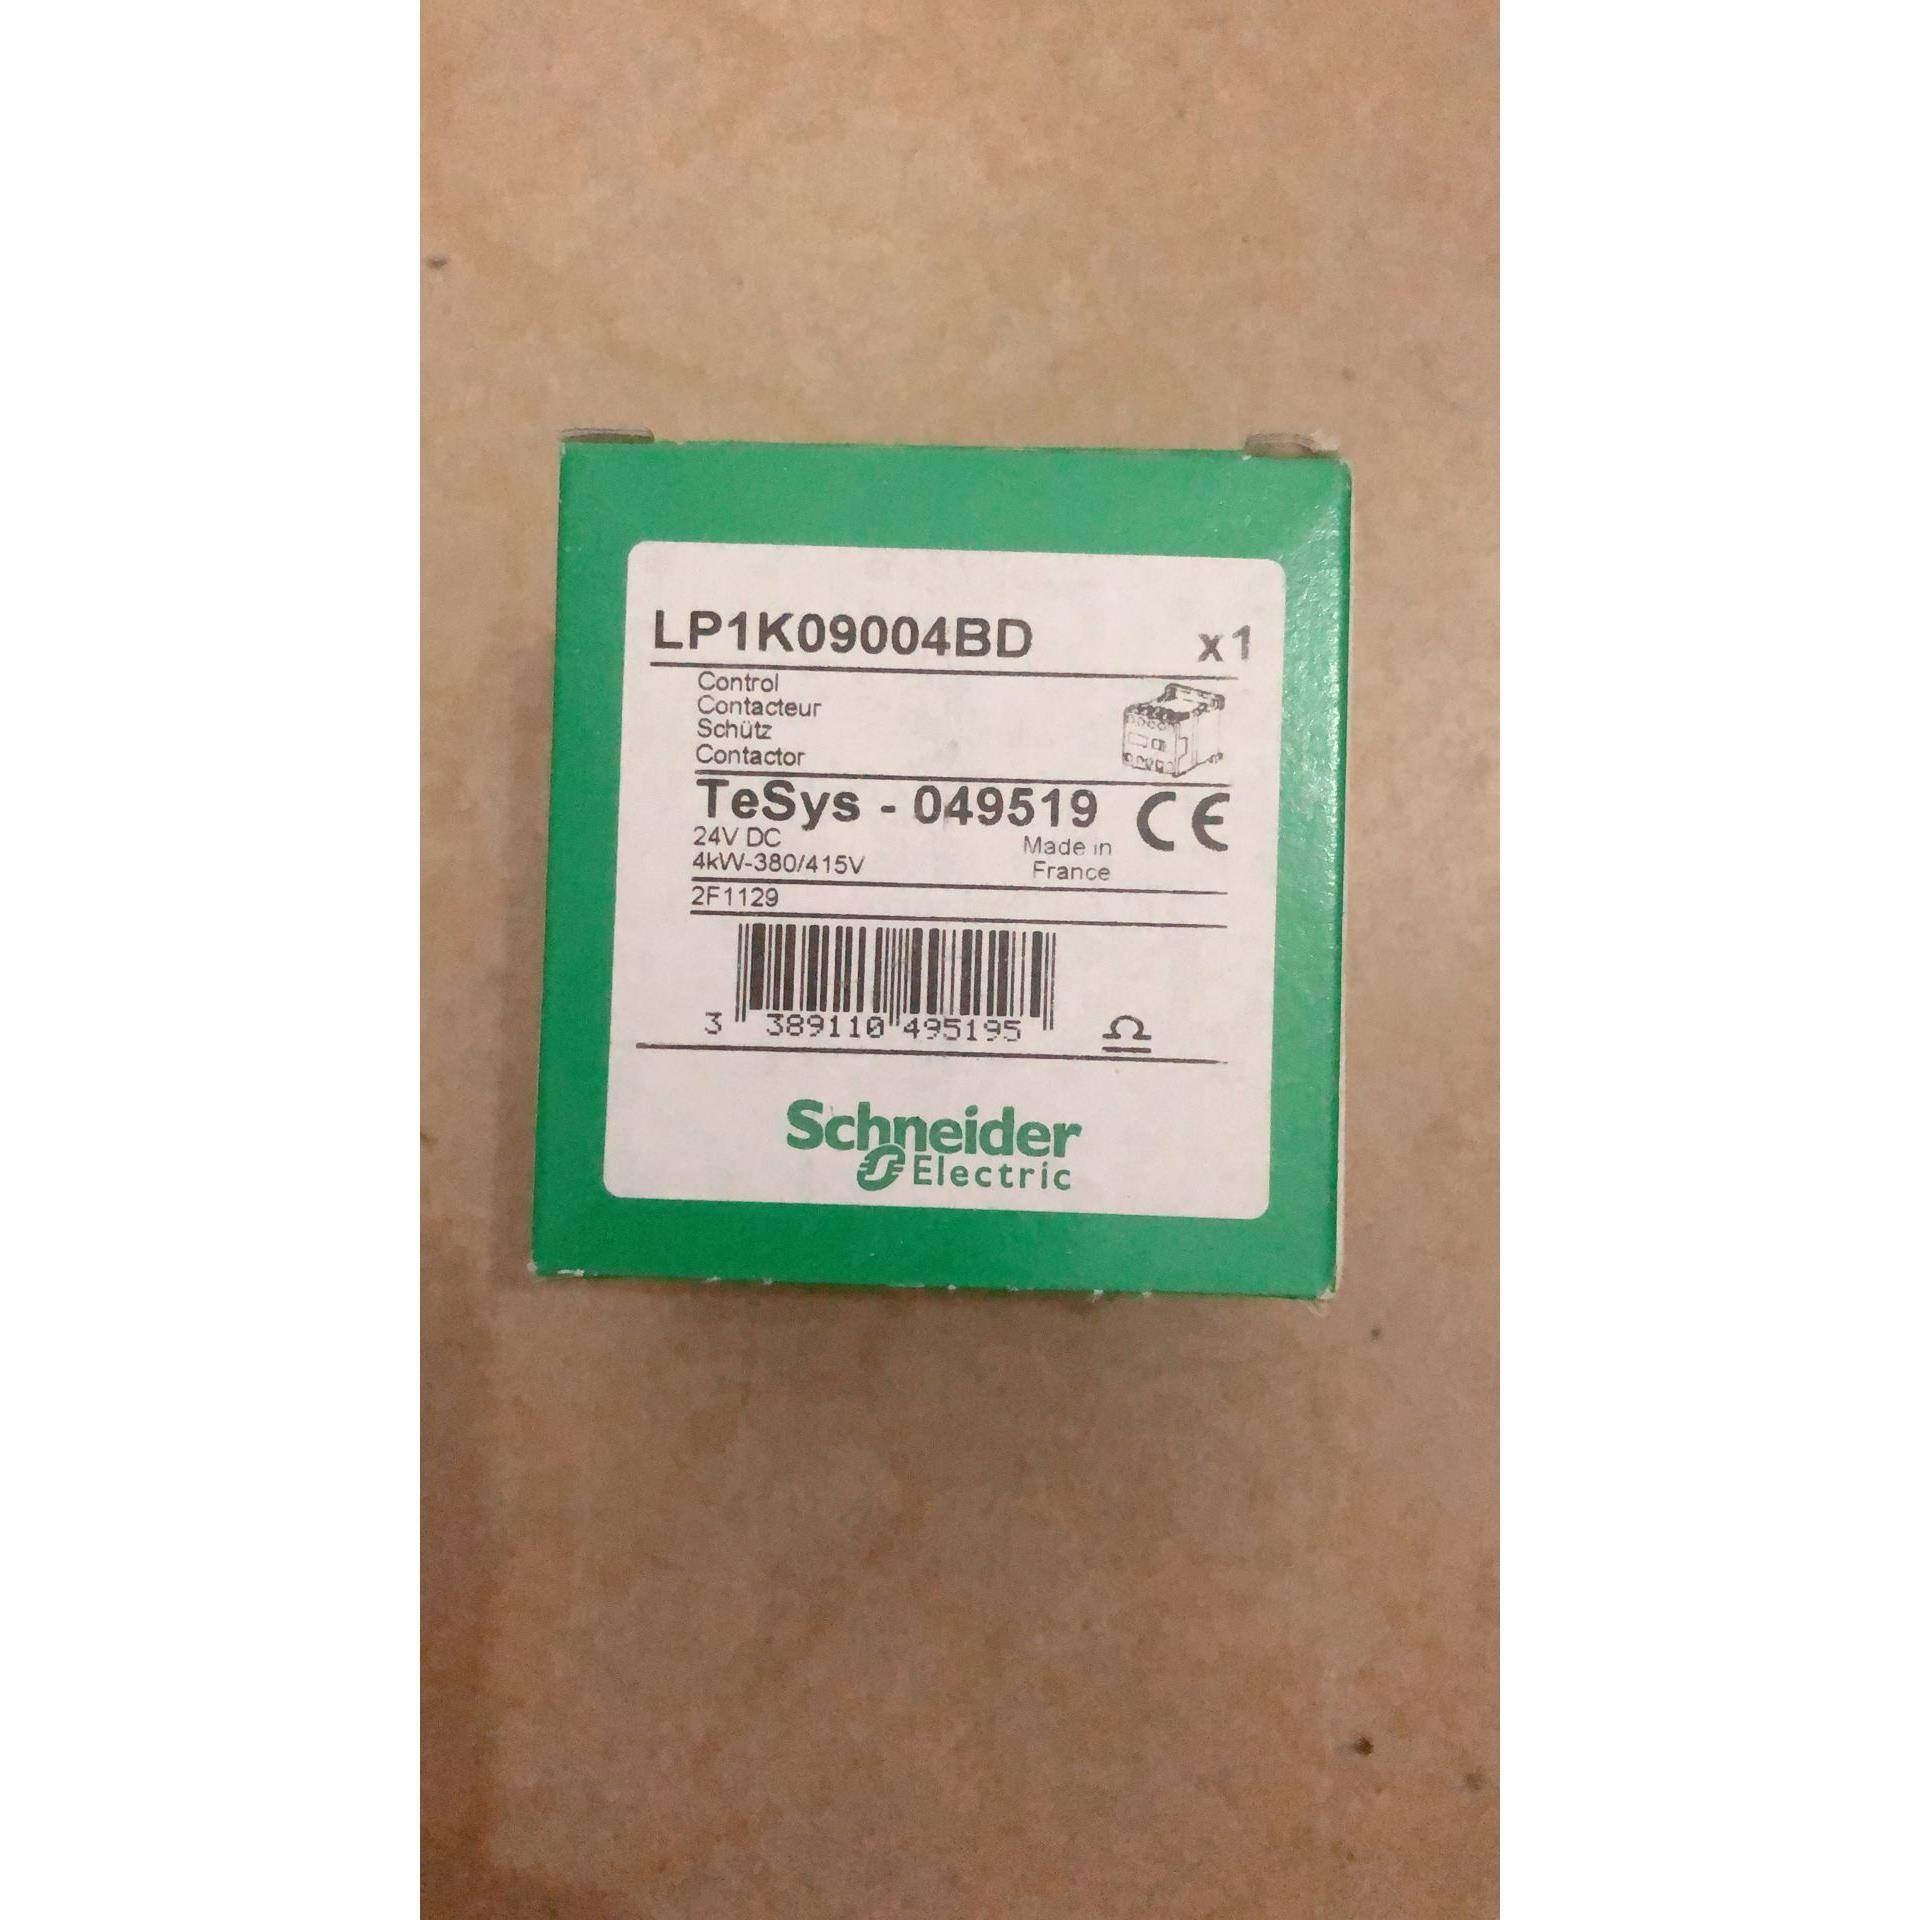 LP1K09004BD x1
Control
Contacteur
Schütz
Contactor
TeSys - 049519 CE
24V DC Made in
4kW-380/415V France
2F1129
3 389110 495195
Schneider
Electric